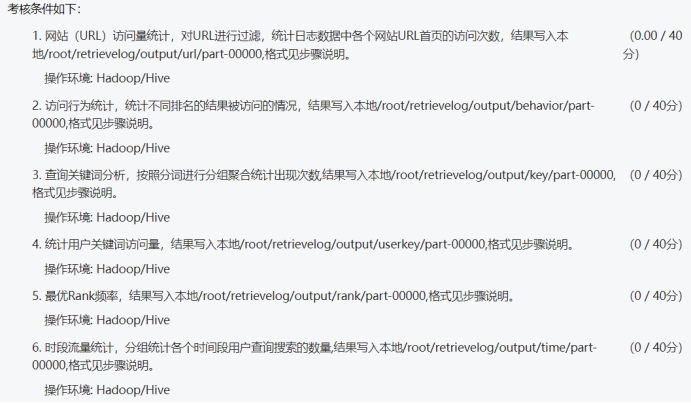 考核条件如下：
1. 网站（URL）访问量统计，对URL进行过滤，统计日志数据中各个网站URL首页的访问次数，结果写入本 （0.00 / 40
地/root/retrievelog/output/url/part-00000,格式见步骤说明。 分）
操作环境: Hadoop/Hive
2. 访问行为统计，统计不同排名的结果被访问的情况，结果写入本地/root/retrievelog/output/behavior/part- （0 / 40分）
00000,格式见步骤说明。
操作环境: Hadoop/Hive
3. 查询关键词分析，按照分词进行分组聚合统计出现次数,结果写入本地/root/retrievelog/output/key/part-00000, （0 / 40分）
格式见步骤说明。
操作环境: Hadoop/Hive
4. 统计用户关键词访问量，结果写入本地/root/retrievelog/output/userkey/part-00000,格式见步骤说明。 （0 / 40分）
操作环境: Hadoop/Hive
5. 最优Rank频率，结果写入本地/root/retrievelog/output/rank/part-00000,格式见步骤说明。 （0 / 40分）
操作环境: Hadoop/Hive
6. 时段流量统计，分组统计各个时间段用户查询搜索的数量,结果写入本地/root/retrievelog/output/time/part- （0 / 40分）
00000,格式见步骤说明。
操作环境: Hadoop/Hive